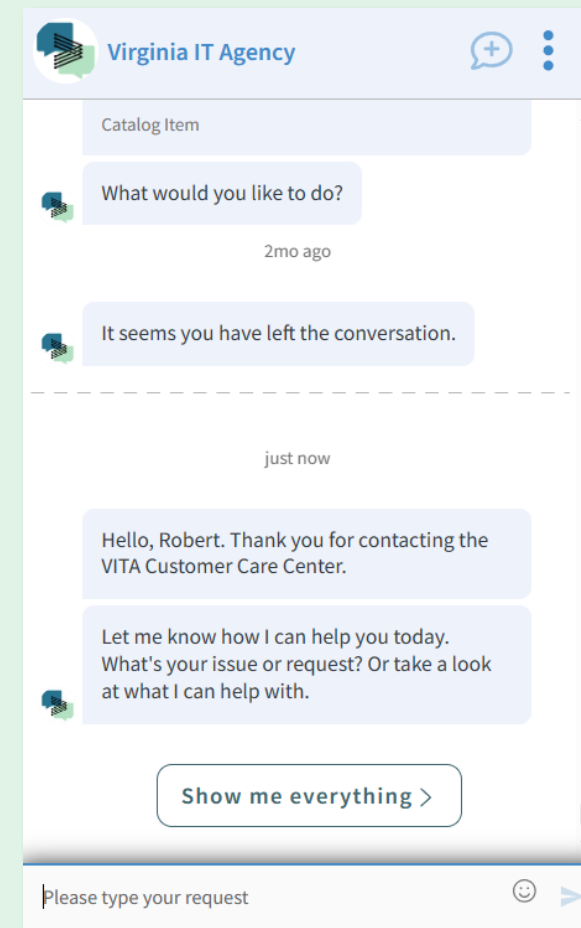 Virginia IT Agency
Catalog Item
What would you like to do?
2mo ago
It seems you have left the conversation.
just now
Hello, Robert. Thank you for contacting the
VITA Customer Care Center.
Let me know how I can help you today.
What's your issue or request? Or take a look
at what I can help with.
Show me everything >
Please type your request